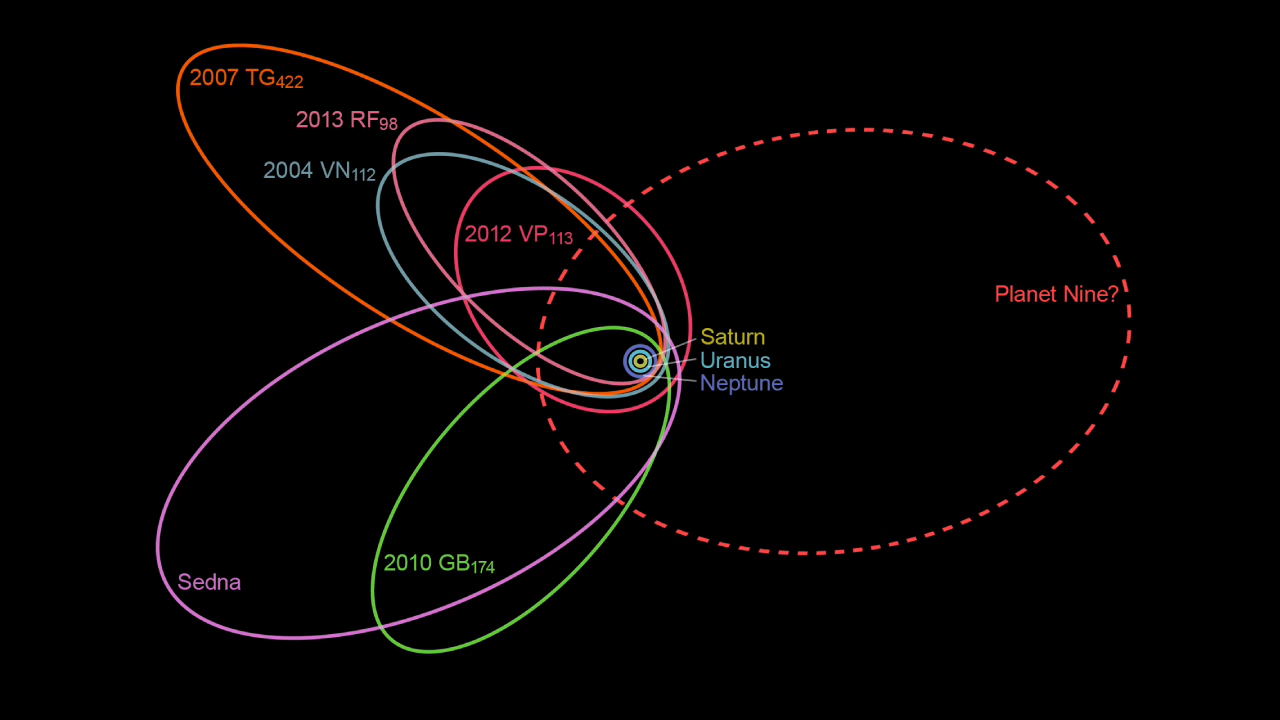 2007 TG₄₂₂
2013 RF₉₈
2004 VN₁₁₂
2012 VP₁₁₃
Planet Nine?
Saturn
Uranus
Neptune
2010 GB₁₇₄
Sedna